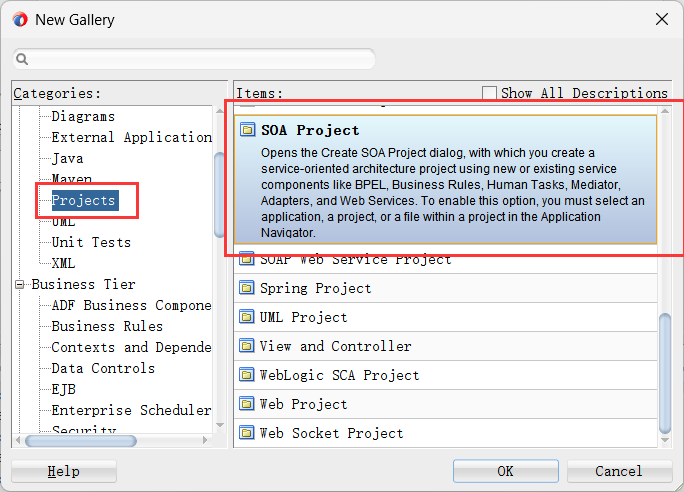 New Gallery
Categories:
Diagrams
External Application
Java
Maven
Projects
UML
Unit Tests
XML
Business Tier
ADF Business Compone
Business Rules
Contexts and Depende
Data Controls
EJB
Enterprise Scheduler
Security
Items:
Show All Descriptions
SOA Project
Opens the Create SOA Project dialog, with which you create a
service-oriented architecture project using new or existing service
components like BPEL, Business Rules, Human Tasks, Mediator,
Adapters, and Web Services. To enable this option, you must select an
application, a project, or a file within a project in the Application
Navigator.
SOAP Web Service Project
Spring Project
UML Project
View and Controller
WebLogic SCA Project
Web Project
Web Socket Project
Help
OK
Cancel